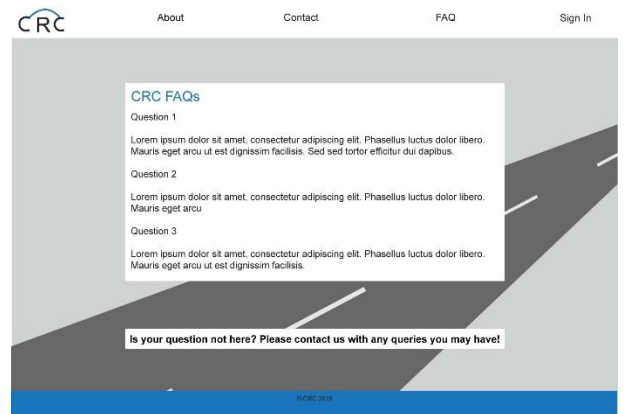 CRC
About Contact FAQ Sign In
CRC FAQs
Question 1
Lorem ipsum dolor sit amet, consectetur adipiscing elit. Phasellus luctus dolor libero.
Mauris eget arcu ut est dignissim facilisis. Sed sed tortor efficitur dui dapibus.
Question 2
Lorem ipsum dolor sit amet, consectetur adipiscing elit. Phasellus luctus dolor libero.
Mauris eget arcu
Question 3
Lorem ipsum dolor sit amet, consectetur adipiscing elit. Phasellus luctus dolor libero.
Mauris eget arcu ut est dignissim facilisis.
Is your question not here? Please contact us with any queries you may have!
© CRC 2018